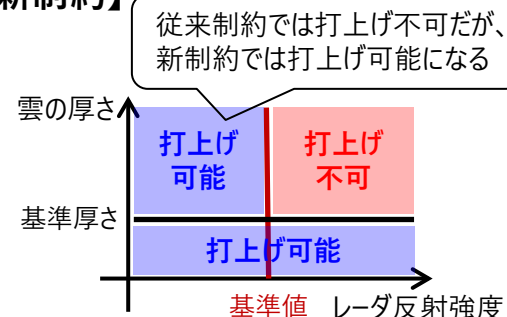 新制約】
従来制約では打上げ不可だが、
新制約では打上げ可能になる
雲の厚さ
打上げ
可能
打上げ
不可
基準厚さ
打上げ可能
基準値 レーダ反射強度